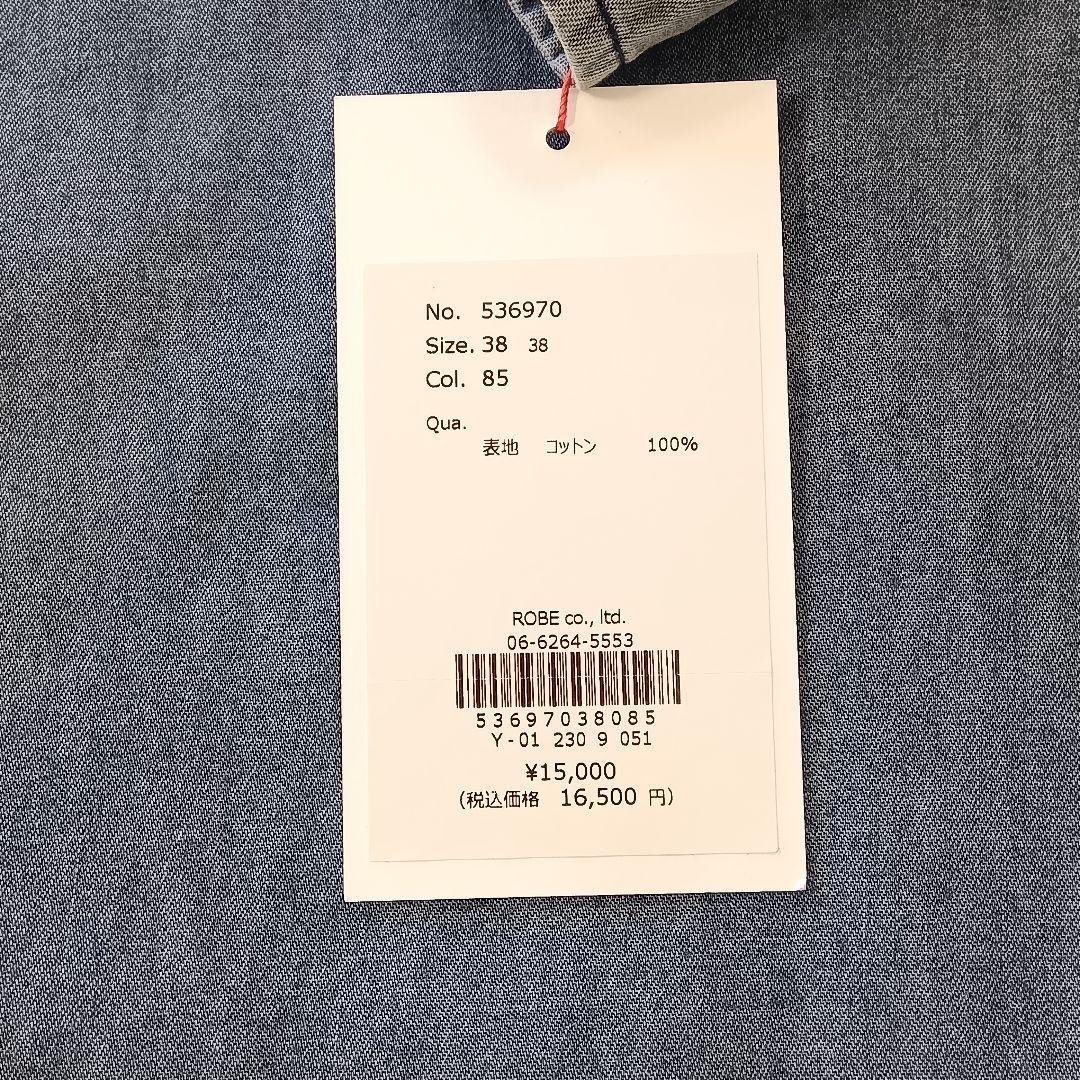 No. 536970
Size. 38 38
Col. 85
Qua.
表地 コットン 100%
ROBE co., ltd.
06-6264-5553
53697038085
Y-01 230 9 051
¥15,000
(税込価格 16,500 円)